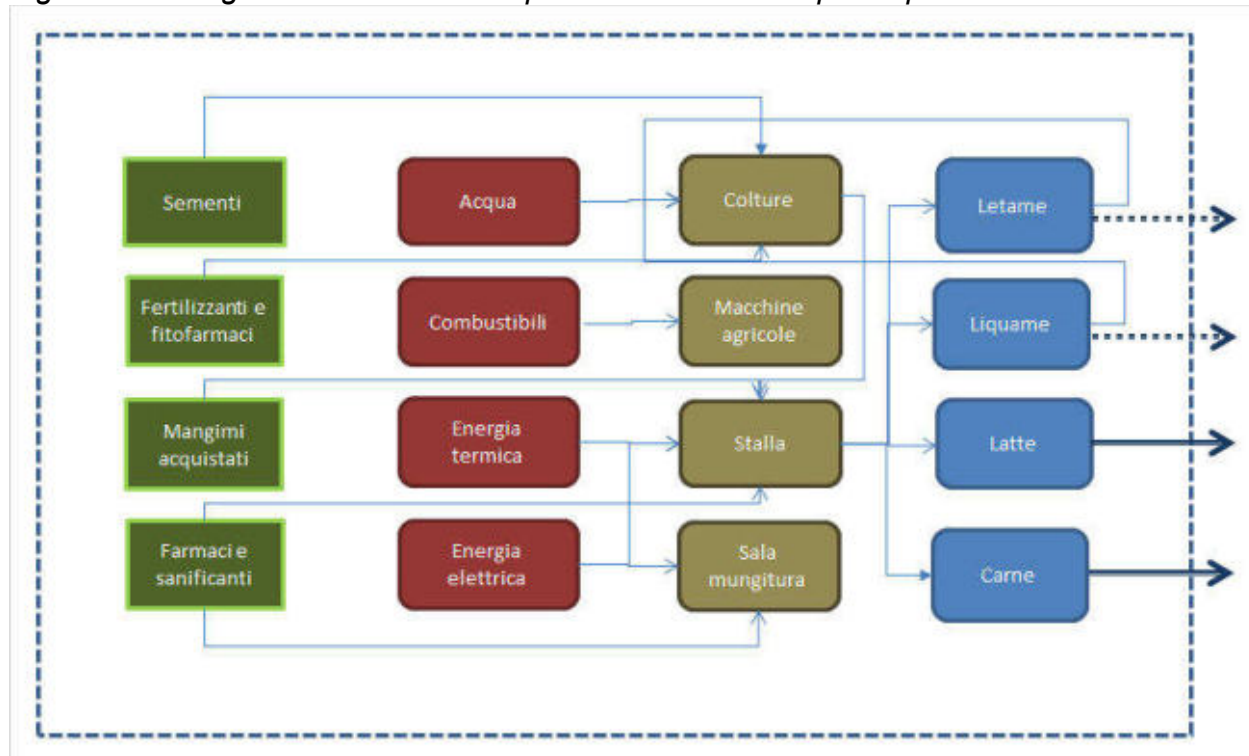 Sementi
Acqua
Colture
Letame
Fertilizzanti e
fitofarmaci
Combustibili
Macchine
agricole
Liquame
Mangimi
acquistati
Energia
termica
Stalla
Latte
Farmaci e
sanificanti
Energia
elettrica
Sala
mungitura
Carne